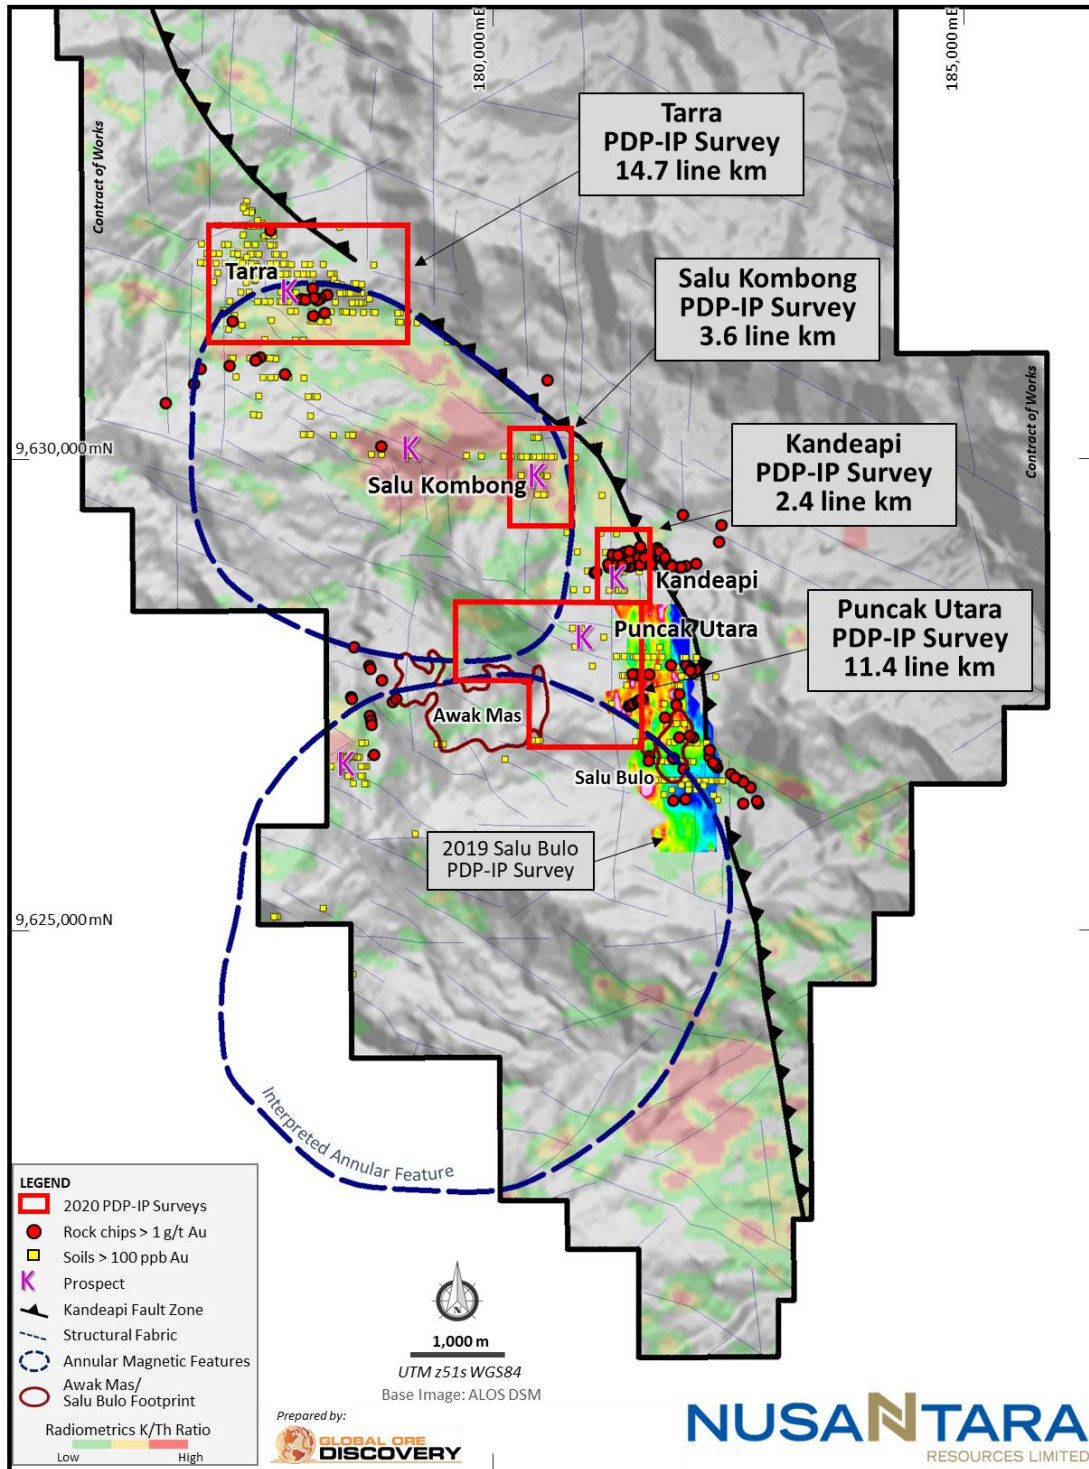 180,000 mE
185,000mE
Tarra
PDP-IP Survey
14.7 line km
Contract of Works
Salu Kombong
PDP-IP Survey
3.6 line km
Tarra
K
Contract of Works
9,630,000 mN
K
K
Salu Kombong
Kandeapi
PDP-IP Survey
2.4 line km
K
Kandeapi
Puncak Utara
PDP-IP Survey
11.4 line km
K
Puncak Utara
Awak Mas
K
Salu Bulo
2019 Salu Bulo
PDP-IP Survey
9,625,000 mN
Interpreted Annular Feature
LEGEND
2020 PDP-IP Surveys
Rock chips > 1 g/t Au
Soils > 100 ppb Au
K Prospect
Kandeapi Fault Zone
Structural Fabric
Annular Magnetic Features
Awak Mas/
Salu Bulo Footprint
Radiometrics K/Th Ratio
Low High
N
1,000 m
UTM z51s WGS84
Base Image: ALOS DSM
Prepared by:
GLOBAL ORE
DISCOVERY
NUSANTARA
RESOURCES LIMITED